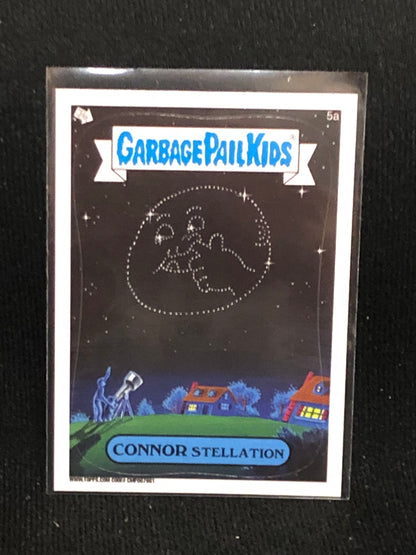 5a
GARBAGE PAIL KIDS
CONNOR STELLATION